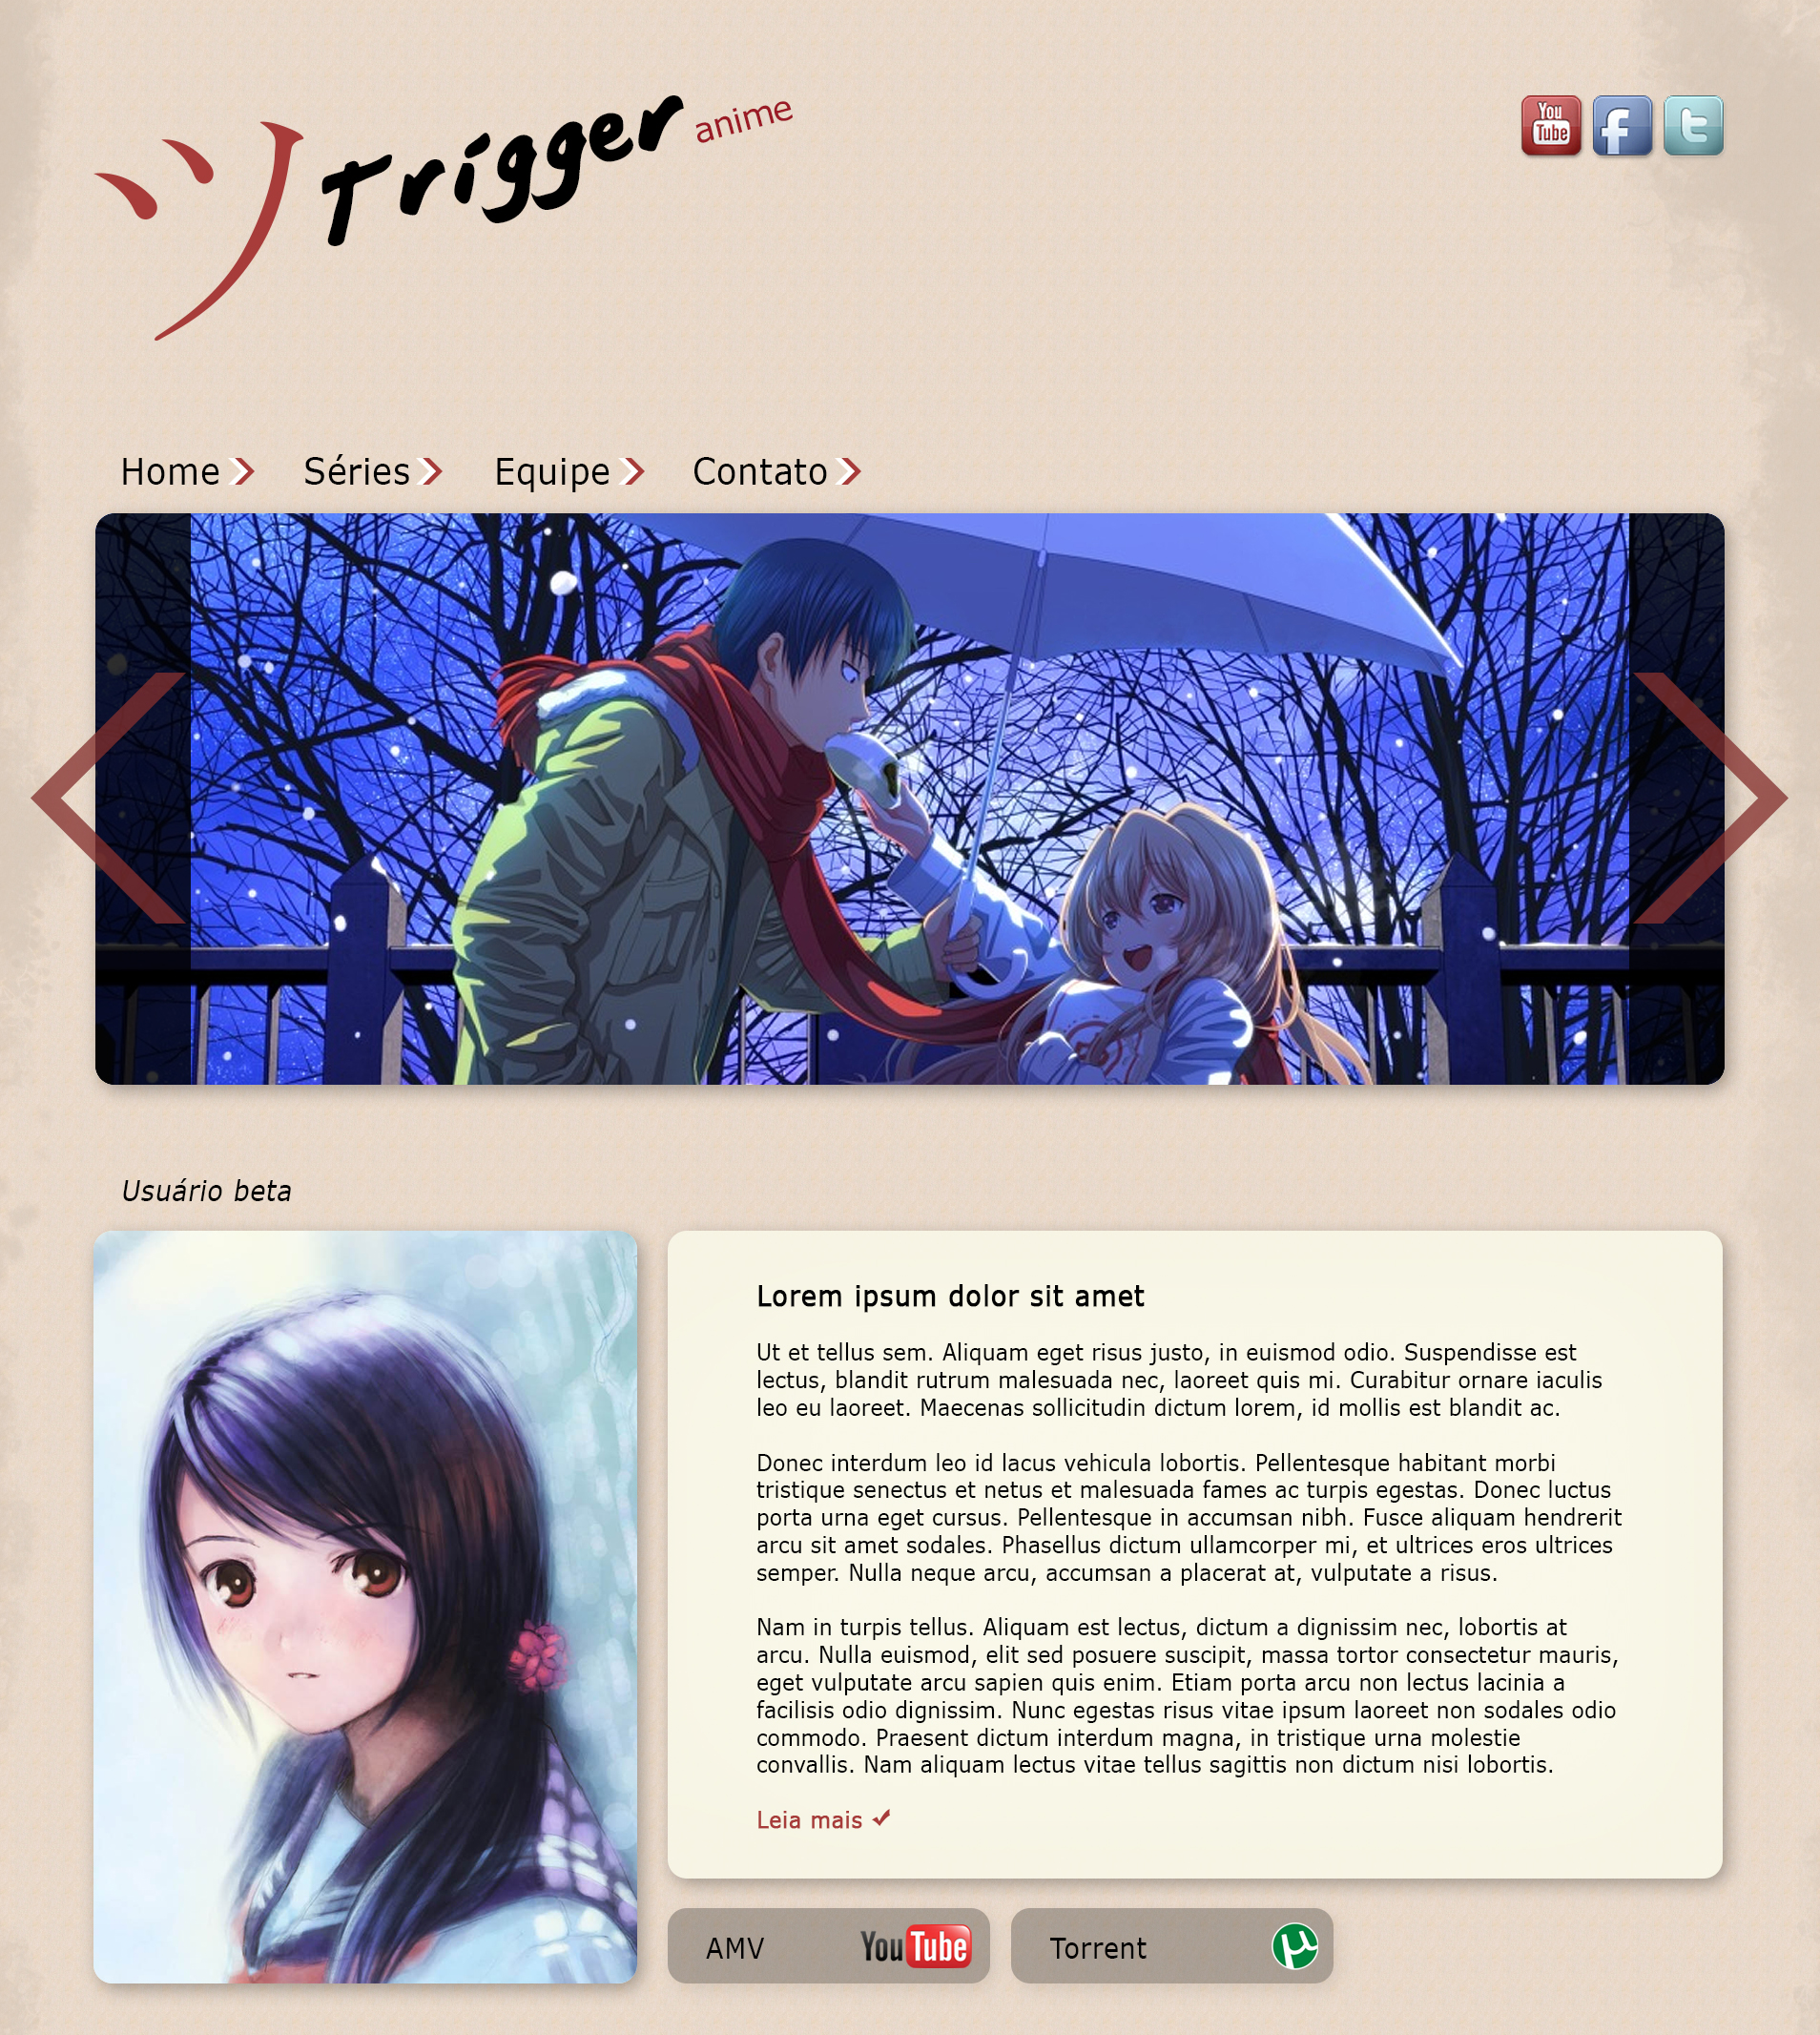 ツ Trigger anime
You Tube f t
Home Séries Equipe Contato
Usuário beta
Lorem ipsum dolor sit amet
Ut et tellus sem. Aliquam eget risus justo, in euismod odio. Suspendisse est
lectus, blandit rutrum malesuada nec, laoreet quis mi. Curabitur ornare iaculis
leo eu laoreet. Maecenas sollicitudin dictum lorem, id mollis est blandit ac.
Donec interdum leo id lacus vehicula lobortis. Pellentesque habitant morbi
tristique senectus et netus et malesuada fames ac turpis egestas. Donec luctus
porta urna eget cursus. Pellentesque in accumsan nibh. Fusce aliquam hendrerit
arcu sit amet sodales. Phasellus dictum ullamcorper mi, et ultrices eros ultrices
semper. Nulla neque arcu, accumsan a placerat at, vulputate a risus.
Nam in turpis tellus. Aliquam est lectus, dictum a dignissim nec, lobortis at
arcu. Nulla euismod, elit sed posuere suscipit, massa tortor consectetur mauris,
eget vulputate arcu sapien quis enim. Etiam porta arcu non lectus lacinia a
facilisis odio dignissim. Nunc egestas risus vitae ipsum laoreet non sodales odio
commodo. Praesent dictum interdum magna, in tristique urna molestie
convallis. Nam aliquam lectus vitae tellus sagittis non dictum nisi lobortis.
Leia mais
AMV YouTube Torrent µ